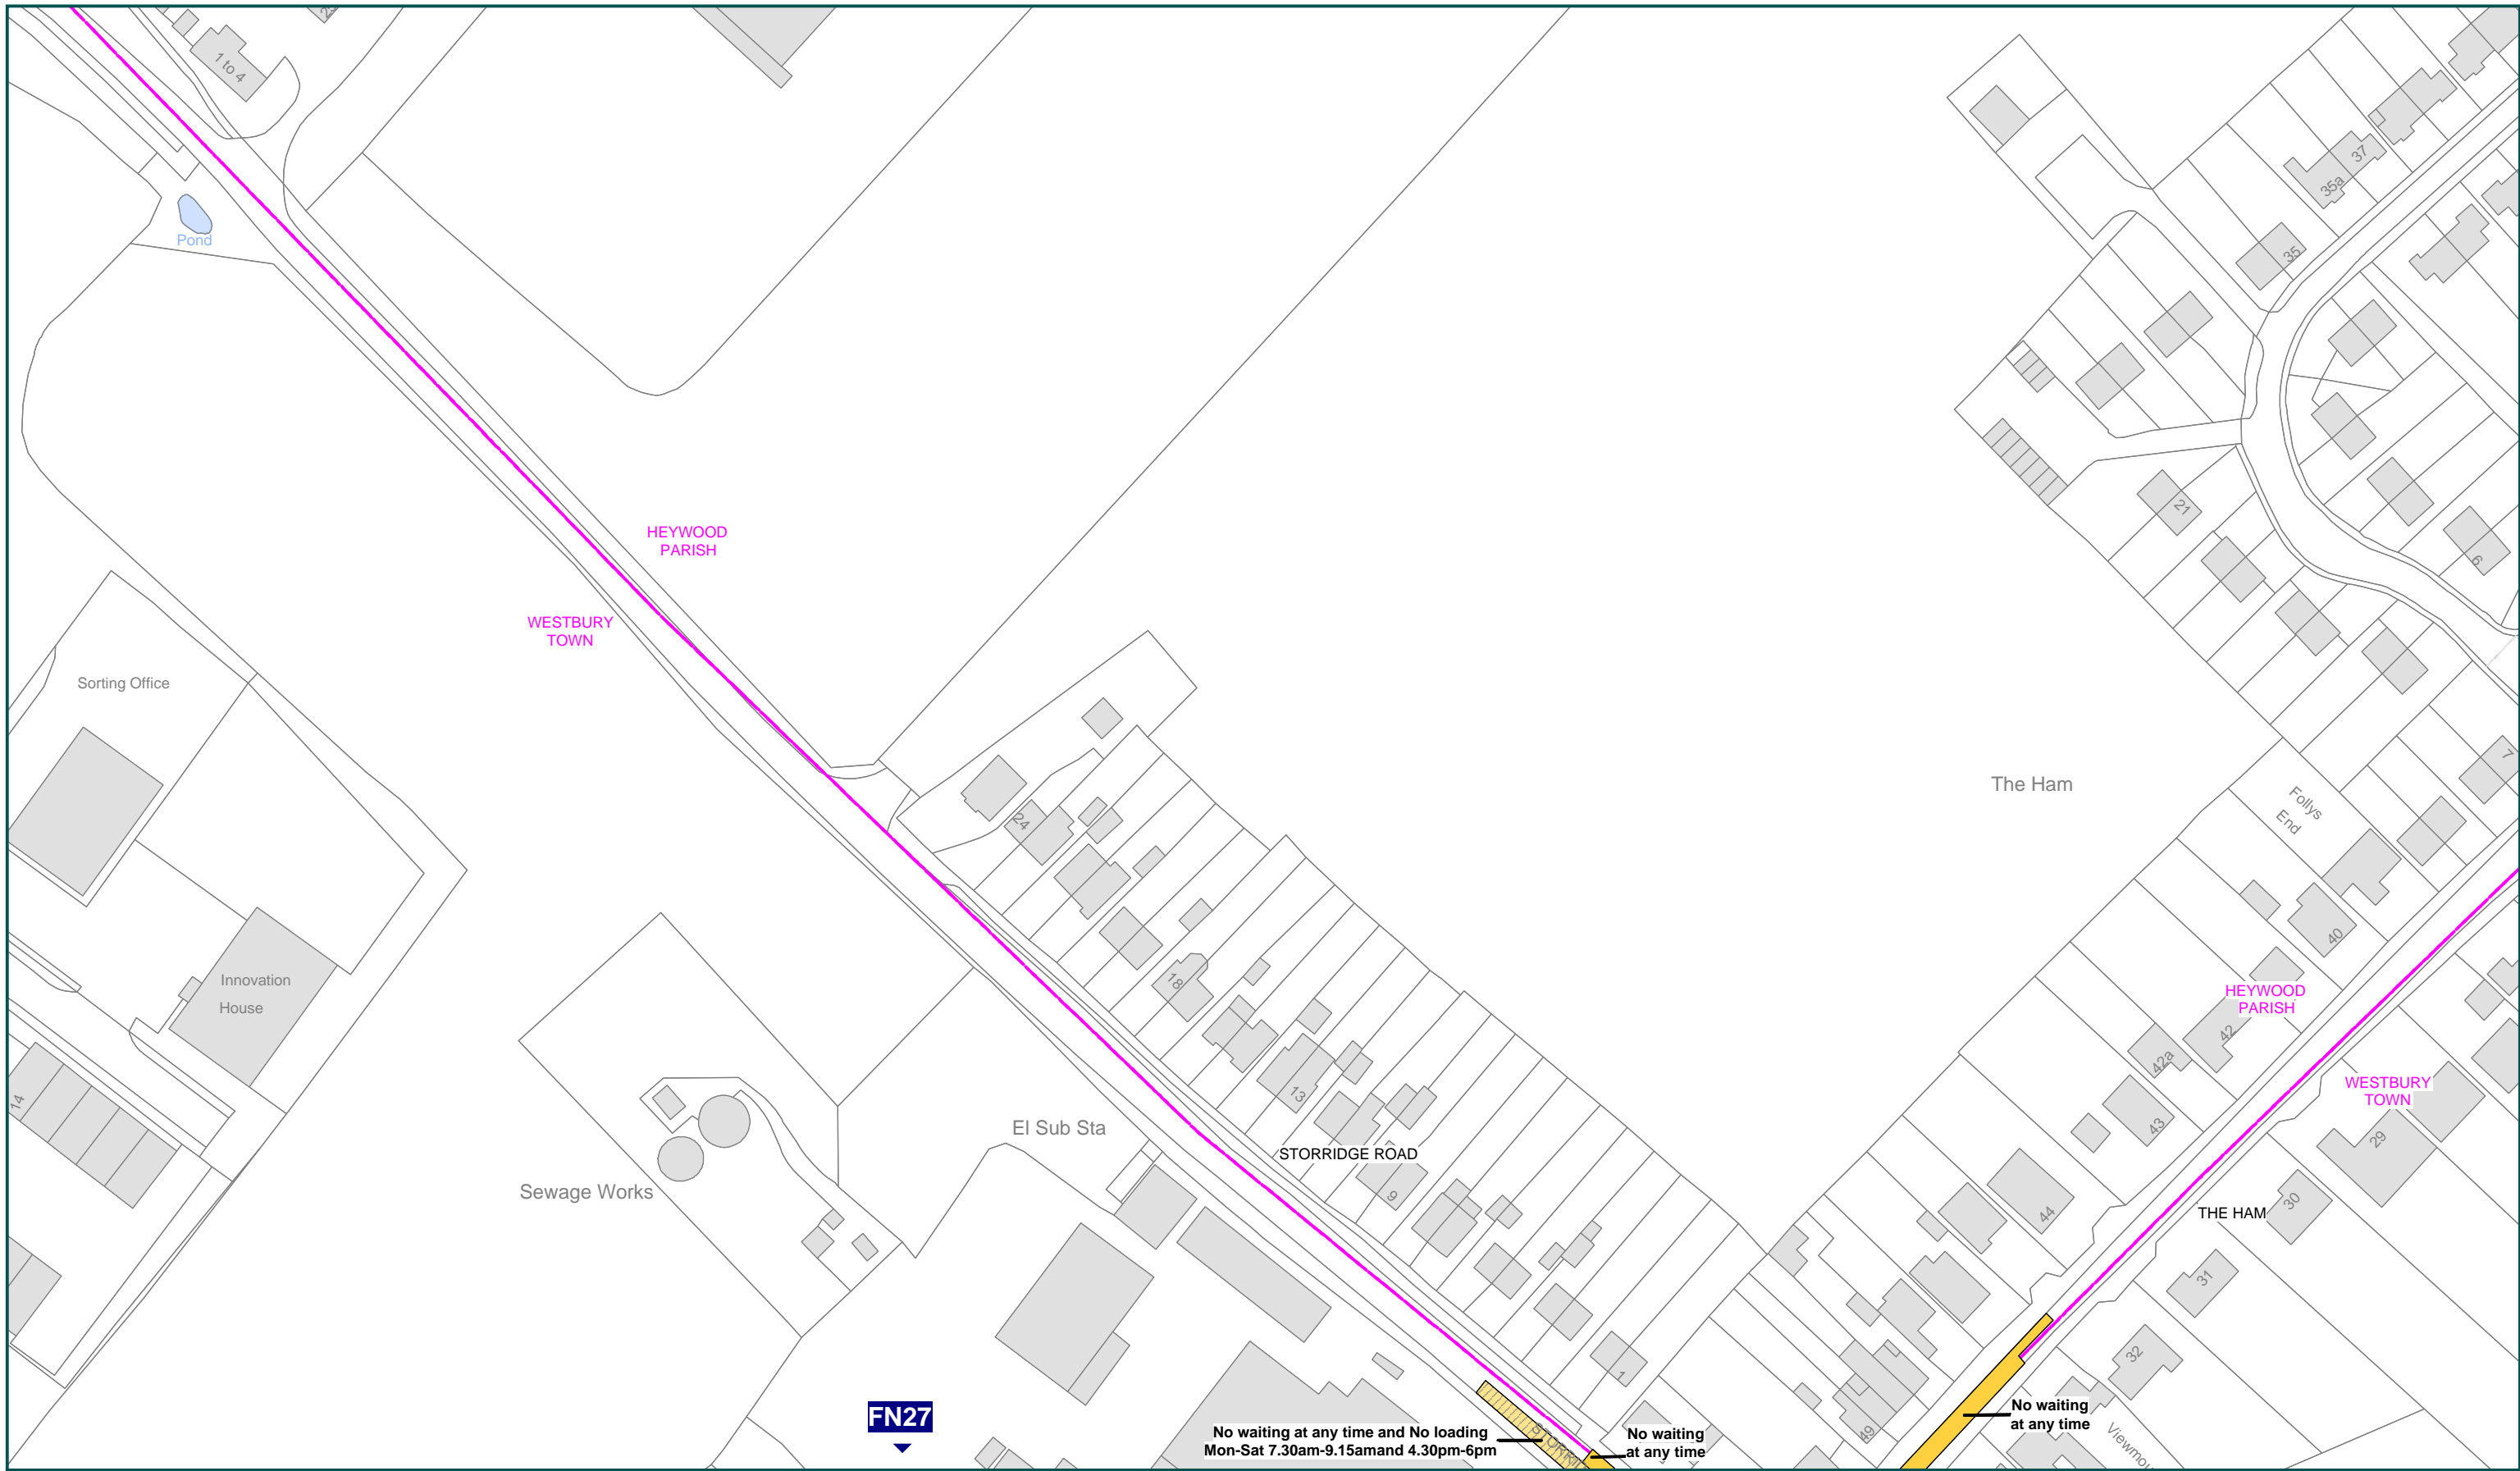 1 to 4
Pond
37
35a
35
21
6
HEYWOOD
PARISH
WESTBURY
TOWN
Sorting Office
The Ham
7
Follys
End
24
40
Innovation
House
18
HEYWOOD
PARISH
42
42a
14
13
El Sub Sta
WESTBURY
TOWN
43
29
STORRIDGE ROAD
Sewage Works
9
44
30
THE HAM
31
32
1
FN27
49
No waiting
at any time
No waiting at any time and No loading
Mon-Sat 7.30am-9.15amand 4.30pm-6pm
No waiting
at any time